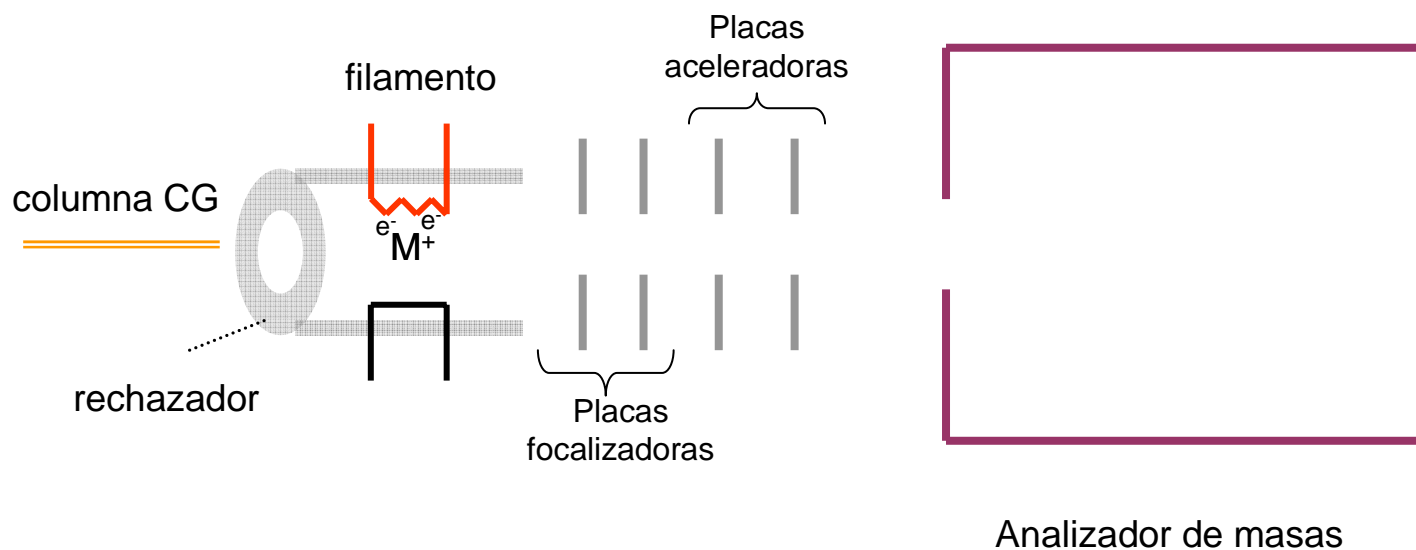 Placas
aceleradoras
filamento
columna CG
e- e-
M+
rechazador
Placas
focalizadoras
Analizador de masas